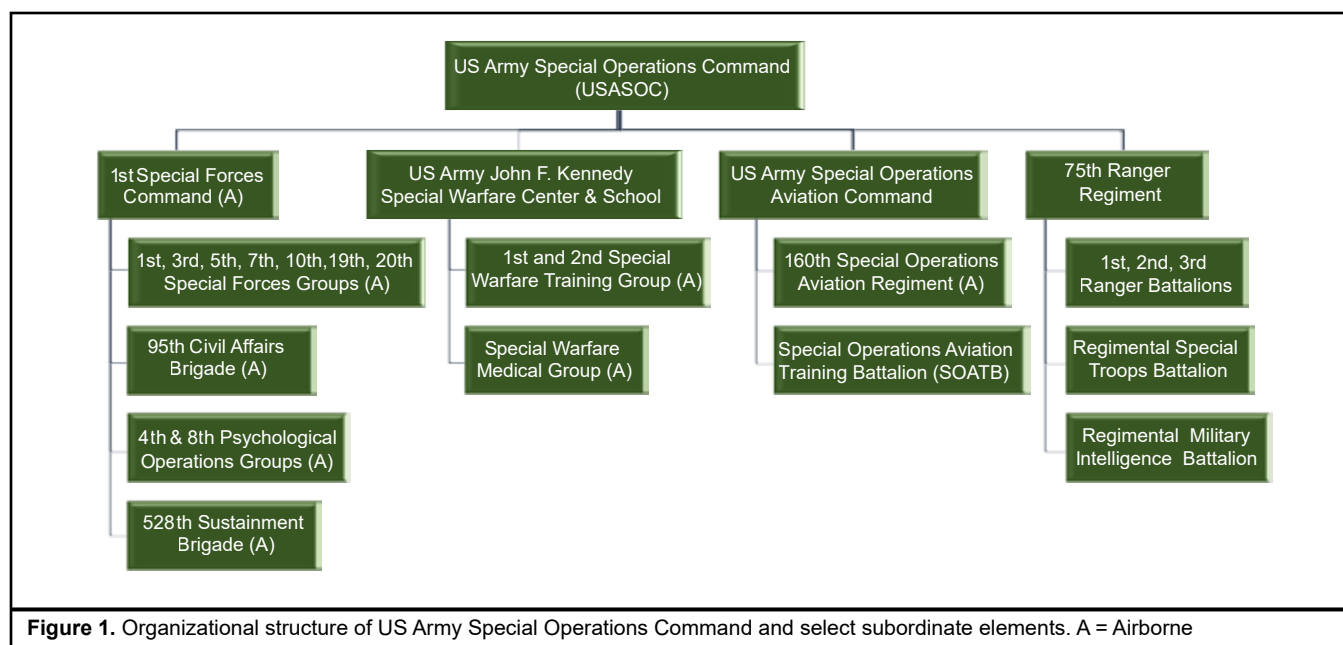 US Army Special Operations Command
(USASOC)
1st Special Forces
Command (A)
US Army John F. Kennedy
Special Warfare Center & School
US Army Special Operations
Aviation Command
75th Ranger
Regiment
1st, 3rd, 5th, 7th, 10th,19th, 20th
Special Forces Groups (A)
1st and 2nd Special
Warfare Training Group (A)
160th Special Operations
Aviation Regiment (A)
1st, 2nd, 3rd
Ranger Battalions
95th Civil Affairs
Brigade (A)
Special Warfare
Medical Group (A)
Special Operations Aviation
Training Battalion (SOATB)
Regimental Special
Troops Battalion
4th & 8th Psychological
Operations Groups (A)
Regimental Military
Intelligence Battalion
528th Sustainment
Brigade (A)
Figure 1. Organizational structure of US Army Special Operations Command and select subordinate elements. A = Airborne